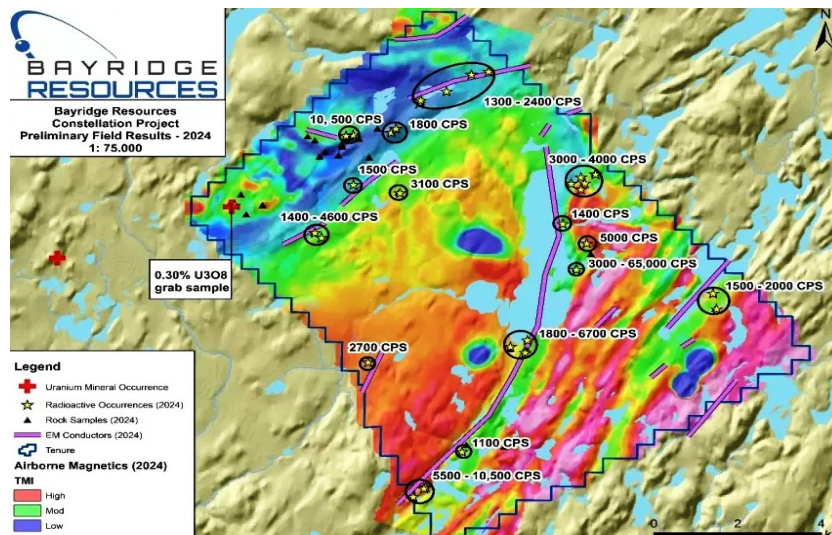 BAYRIDGE
RESOURCES
Bayridge Resources
Constellation Project
Preliminary Field Results - 2024
1: 75.000
N
1300 - 2400 CPS
10, 500 CPS
1800 CPS
3000 - 4000 CPS
1500 CPS
3100 CPS
1400 - 4600 CPS
1400 CPS
5000 CPS
3000 - 65,000 CPS
0.30% U3O8
grab sample
1500 - 2000 CPS
1800 - 6700 CPS
2700 CPS
1100 CPS
5500 - 10,500 CPS
Legend
Uranium Mineral Occurrence
Radioactive Occurrences (2024)
Rock Samples (2024)
EM Conductors (2024)
Tenure
Airborne Magnetics (2024)
TMI
High
Mod
Low
0 2 4